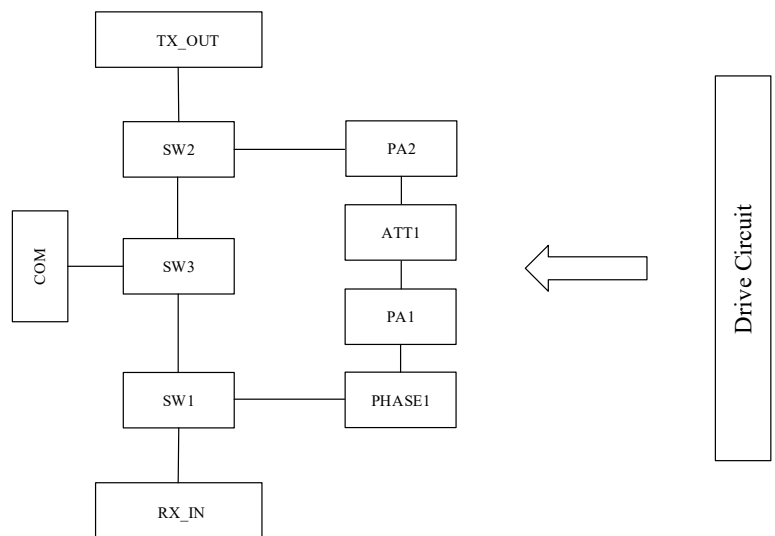 TX_OUT
SW2
PA2
ATT1
COM
SW3
Drive Circuit
PA1
SW1
PHASE1
RX_IN